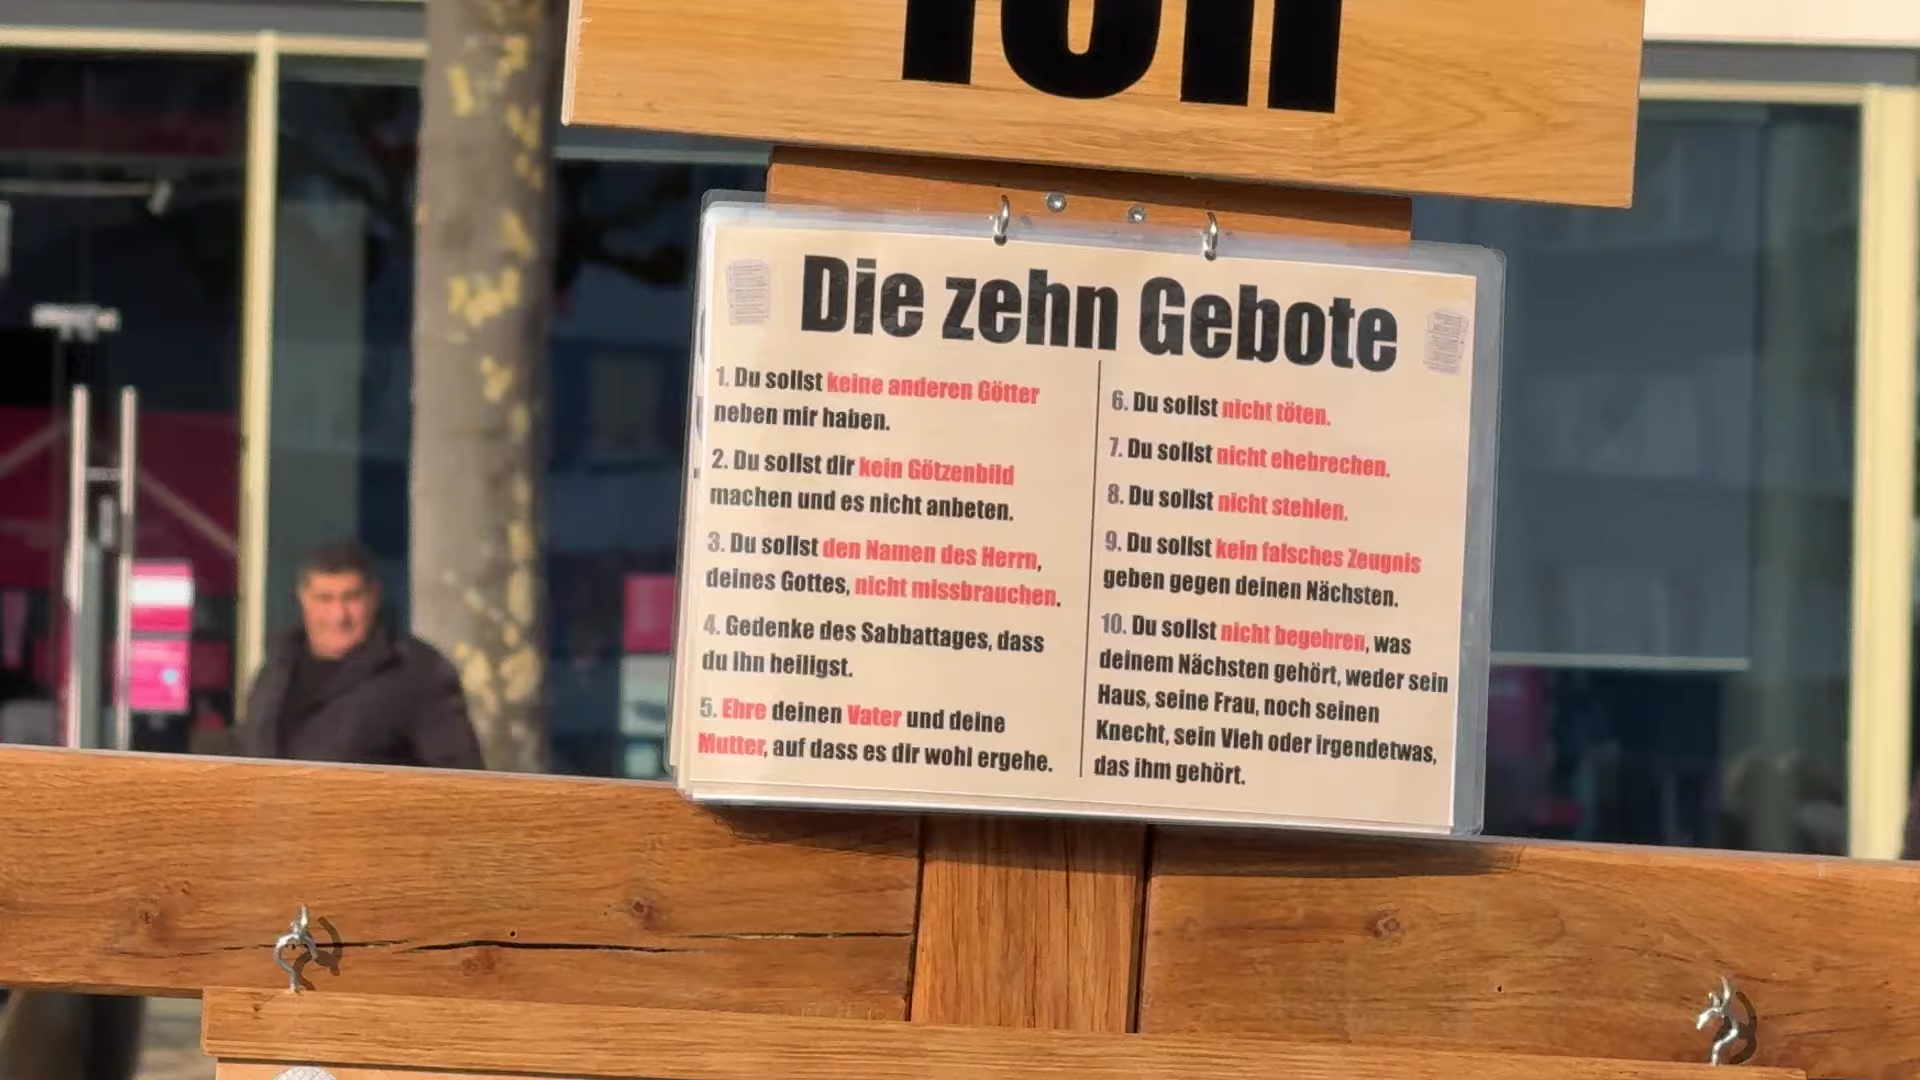 Die zehn Gebote
1. Du sollst keine anderen Götter
neben mir haben.
2. Du sollst dir kein Götzenbild
machen und es nicht anbeten.
3. Du sollst den Namen des Herrn,
deines Gottes, nicht missbrauchen.
4. Gedenke des Sabbattages, dass
du ihn heiligst.
5. Ehre deinen Vater und deine
Mutter, auf dass es dir wohl ergehe.
6. Du sollst nicht töten.
7. Du sollst nicht ehebrechen.
8. Du sollst nicht stehlen.
9. Du sollst kein falsches Zeugnis
geben gegen deinen Nächsten.
10. Du sollst nicht begehren, was
deinem Nächsten gehört, weder sein
Haus, seine Frau, noch seinen
Knecht, sein Vieh oder irgendetwas,
das ihm gehört.